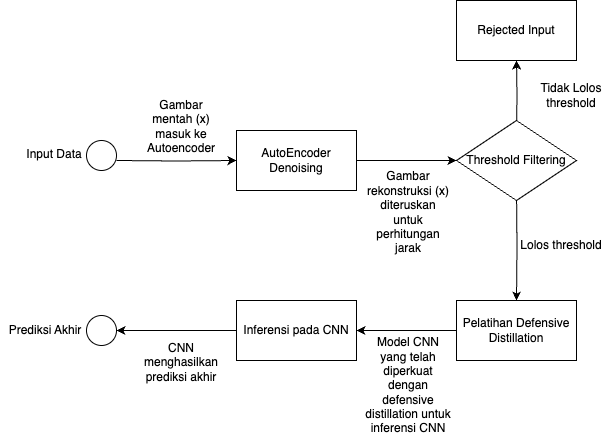 Rejected Input
Tidak Lolos
threshold
Gambar
mentah (x)
masuk ke
Autoencoder
Input Data
AutoEncoder
Denoising
Threshold Filtering
Gambar
rekonstruksi (x)
diteruskan
untuk
perhitungan
jarak
Lolos threshold
Prediksi Akhir
CNN
menghasilkan
prediksi akhir
Inferensi pada CNN
Model CNN
yang telah
diperkuat
dengan
defensive
distillation untuk
inferensi CNN
Pelatihan Defensive
Distillation